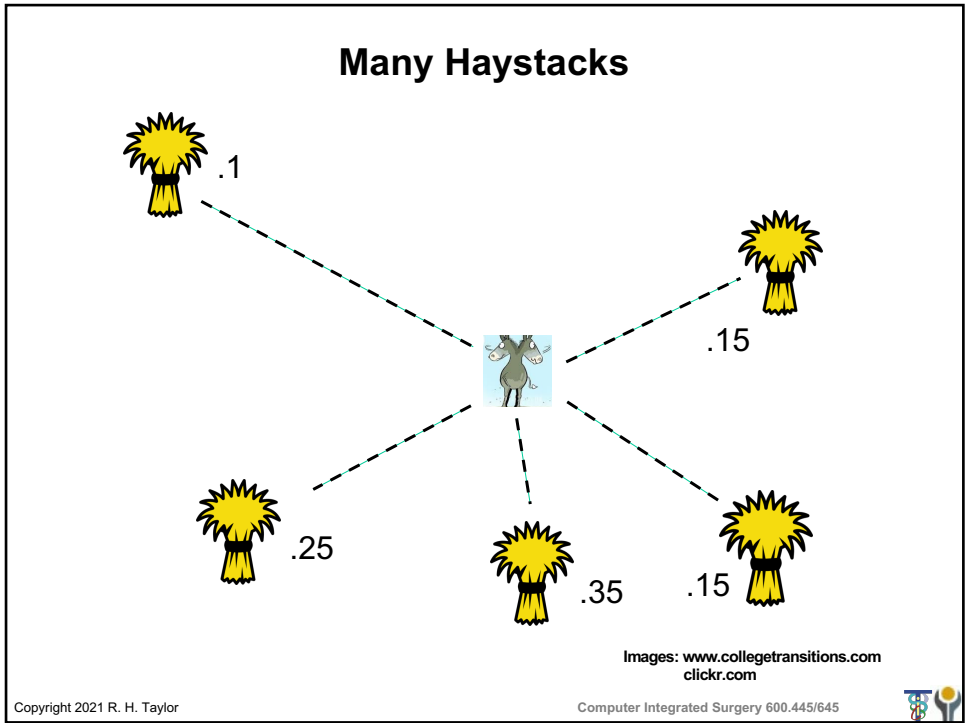 Many Haystacks
.1
.15
.25
.35
.15
Images: www.collegetransitions.com
clickr.com
Copyright 2021 R. H. Taylor
Computer Integrated Surgery 600.445/645